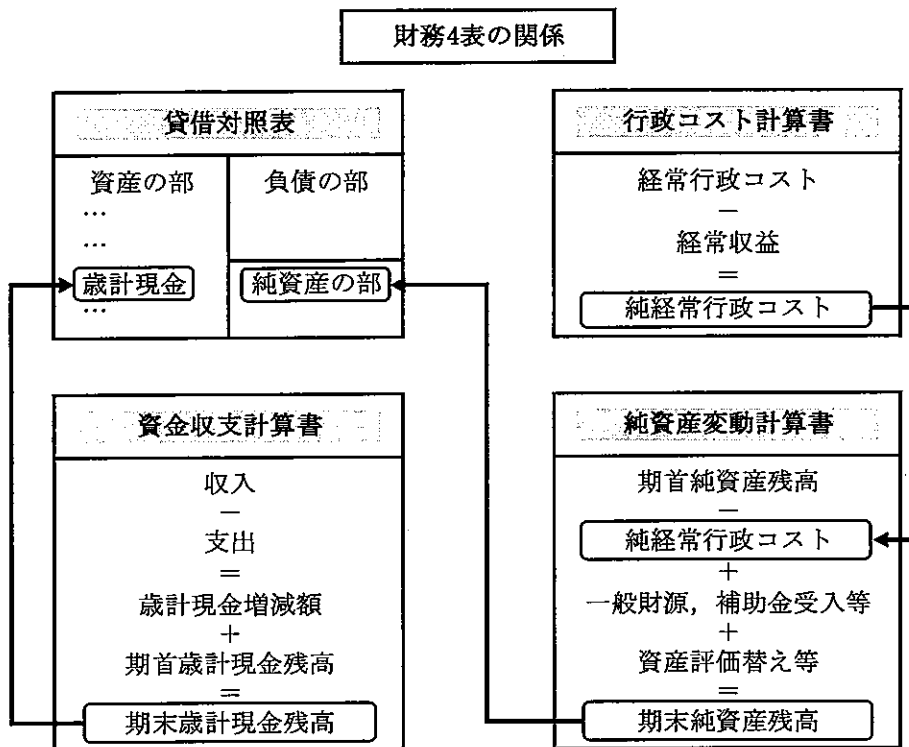 財務4表の関係
貸借対照表
資産の部
…
…
歳計現金
…
負債の部
純資産の部
行政コスト計算書
経常行政コスト
－
経常収益
＝
純経常行政コスト
資金収支計算書
収入
－
支出
＝
歳計現金増減額
＋
期首歳計現金残高
＝
期末歳計現金残高
純資産変動計算書
期首純資産残高
－
純経常行政コスト
＋
一般財源，補助金受入等
＋
資産評価替え等
＝
期末純資産残高